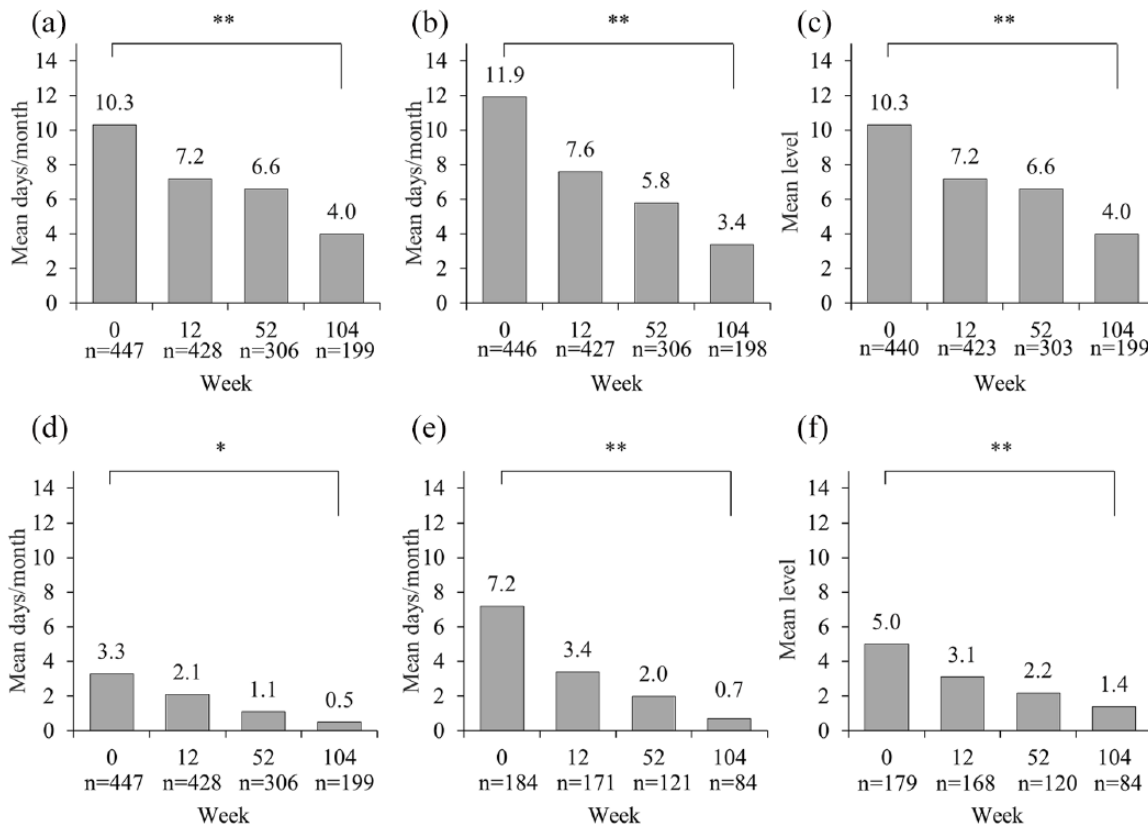 (a)
**
Mean days/month
14
12
10
8
6
4
2
0
10.3
7.2
6.6
4.0
0 12 52 104
n=447 n=428 n=306 n=199
Week
(b)
**
Mean days/month
14
12
10
8
6
4
2
0
11.9
7.6
5.8
3.4
0 12 52 104
n=446 n=427 n=306 n=198
Week
(c)
**
Mean level
14
12
10
8
6
4
2
0
10.3
7.2
6.6
4.0
0 12 52 104
n=440 n=423 n=303 n=199
Week
(d)
*
Mean days/month
14
12
10
8
6
4
2
0
3.3
2.1
1.1
0.5
0 12 52 104
n=447 n=428 n=306 n=199
Week
(e)
**
Mean days/month
14
12
10
8
6
4
2
0
7.2
3.4
2.0
0.7
0 12 52 104
n=184 n=171 n=121 n=84
Week
(f)
**
Mean level
14
12
10
8
6
4
2
0
5.0
3.1
2.2
1.4
0 12 52 104
n=179 n=168 n=120 n=84
Week